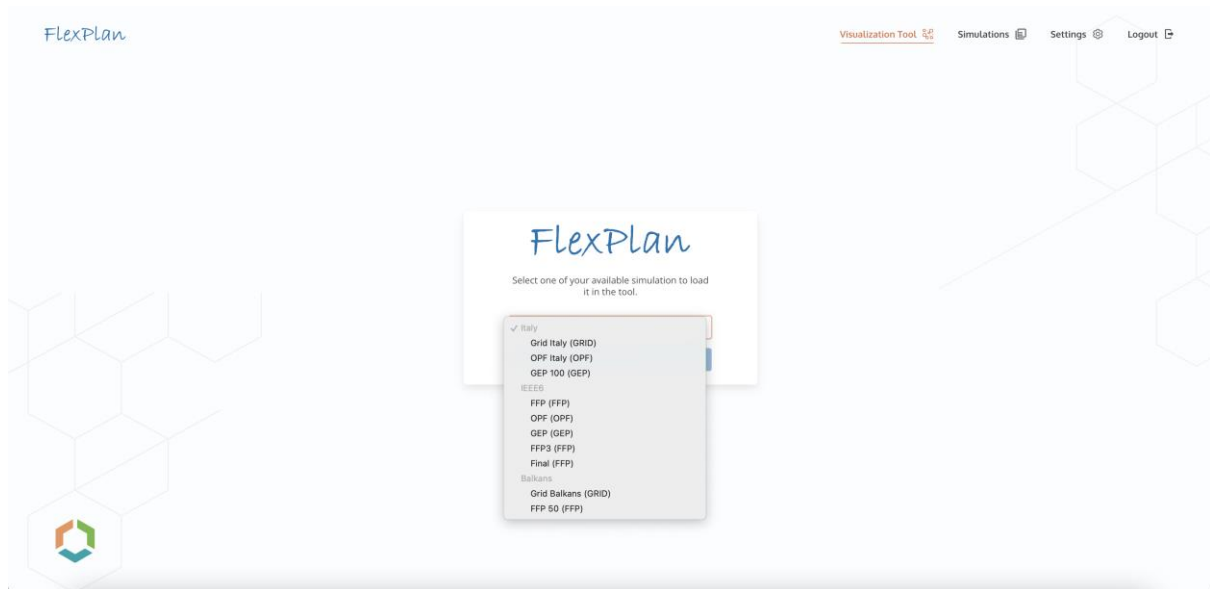 FlexPlan
Visualization Tool
Simulations
Settings
Logout
FlexPlan
Select one of your available simulation to load
it in the tool.
✓ Italy
Grid Italy (GRID)
OPF Italy (OPF)
GEP 100 (GEP)
IEEE6
FFP (FFP)
OPF (OPF)
GEP (GEP)
FFP3 (FFP)
Final (FFP)
Balkans
Grid Balkans (GRID)
FFP 50 (FFP)